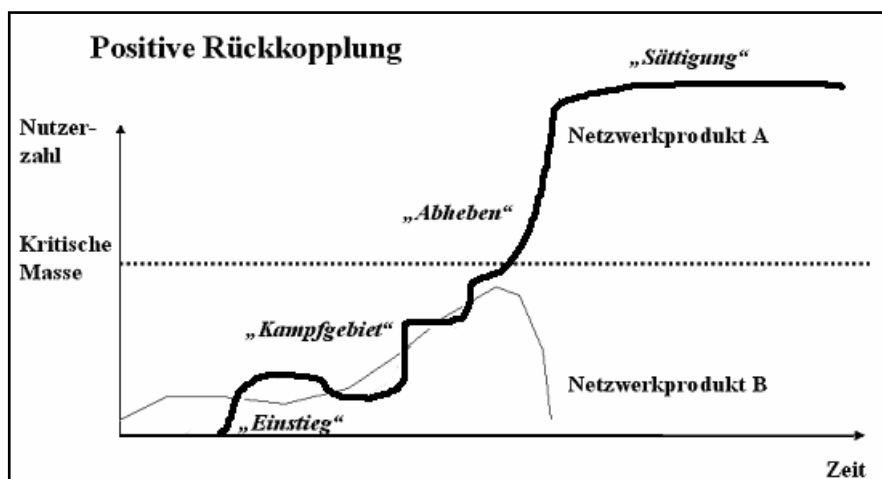 Positive Rückkopplung
„Sättigung“
Nutzer-
zahl
Netzwerkprodukt A
„Abheben“
Kritische
Masse
„Kampfgebiet“
Netzwerkprodukt B
„Einstieg“
Zeit